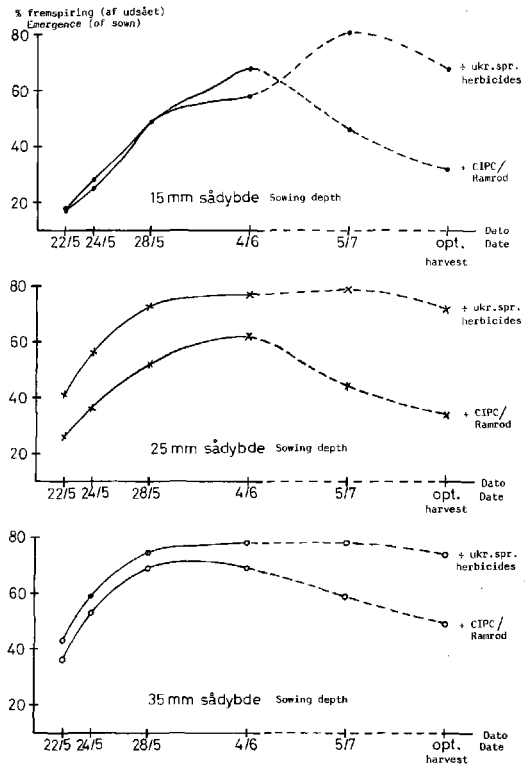 % fremspiring (af udsået)
Emergence (of sown)
80
60
40
20
÷ ukr.spr.
herbicides
+ CIPC/
Ramrod
15 mm sådybde Sowing depth
22/5 24/5 28/5 4/6 5/7 opt.
harvest
Dato
Date
80
60
40
20
÷ ukr.spr.
herbicides
+ CIPC/
Ramrod
25 mm sådybde Sowing depth
22/5 24/5 28/5 4/6 5/7 opt.
harvest
Dato
Date
80
60
40
20
÷ ukr.spr.
herbicides
+ CIPC/
Ramrod
35 mm sådybde Sowing depth
22/5 24/5 28/5 4/6 5/7 opt.
harvest
Dato
Date